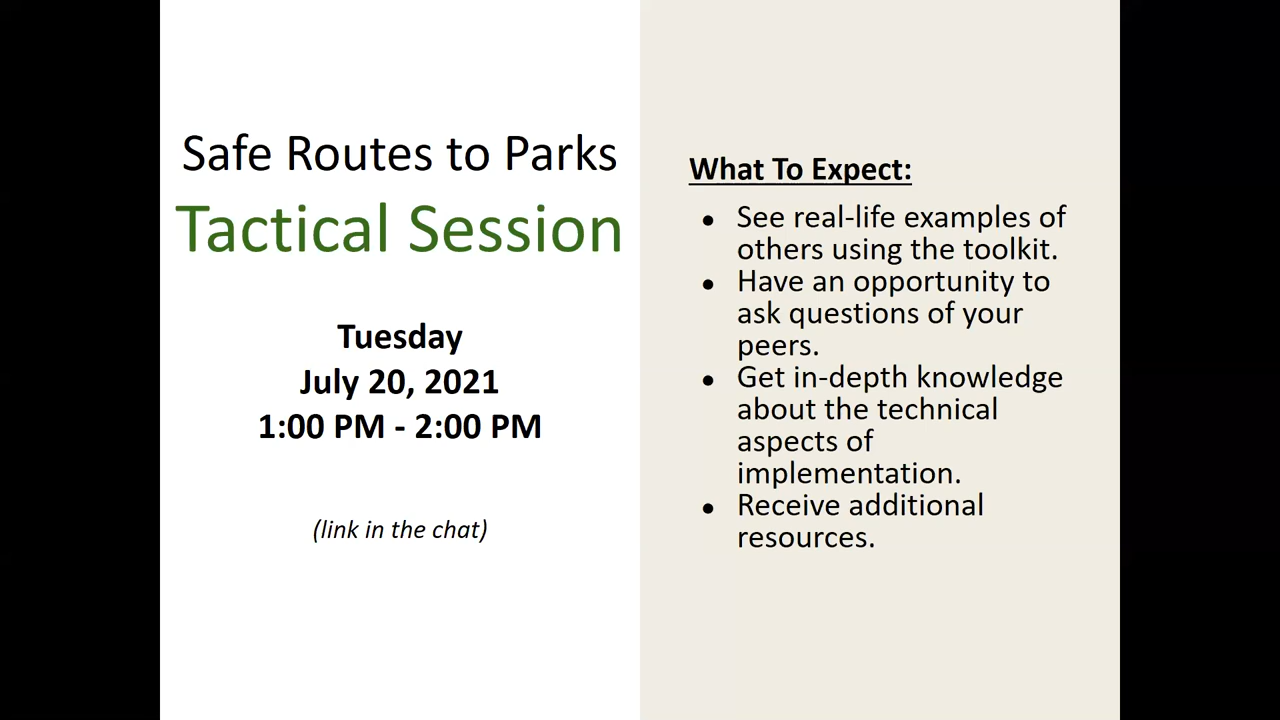 Safe Routes to Parks
Tactical Session
Tuesday
July 20, 2021
1:00 PM - 2:00 PM
(link in the chat)
What To Expect:
● See real-life examples of
others using the toolkit.
● Have an opportunity to
ask questions of your
peers.
● Get in-depth knowledge
about the technical
aspects of
implementation.
● Receive additional
resources.